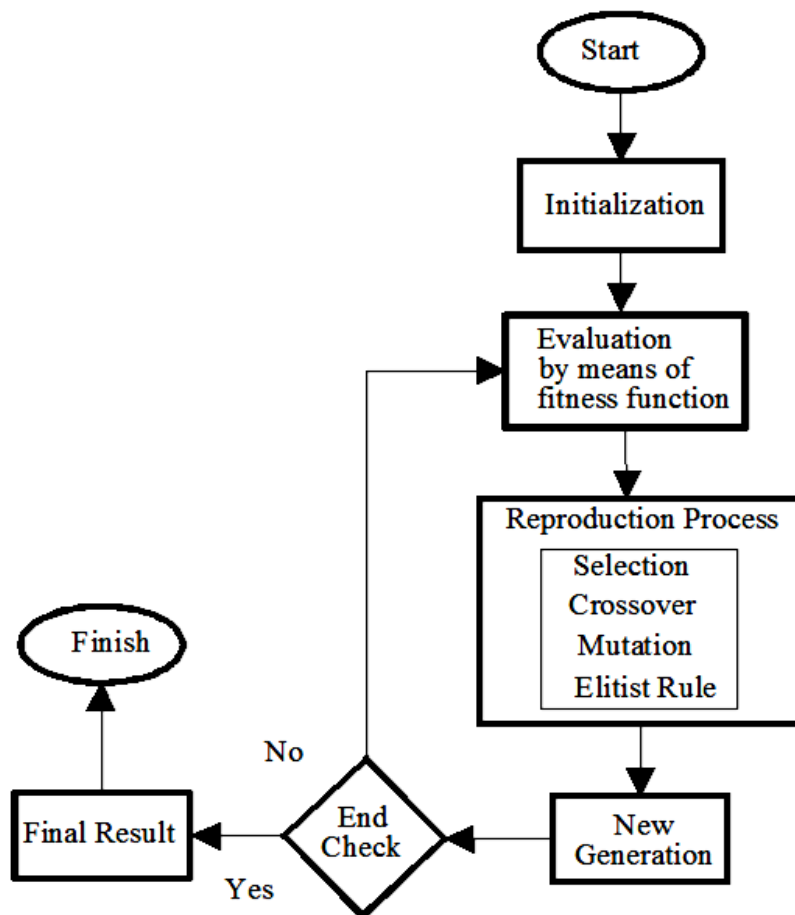 Start
Initialization
Evaluation
by means of
fitness function
Reproduction Process
Selection
Crossover
Mutation
Elitist Rule
New
Generation
End
Check
No
Yes
Final Result
Finish